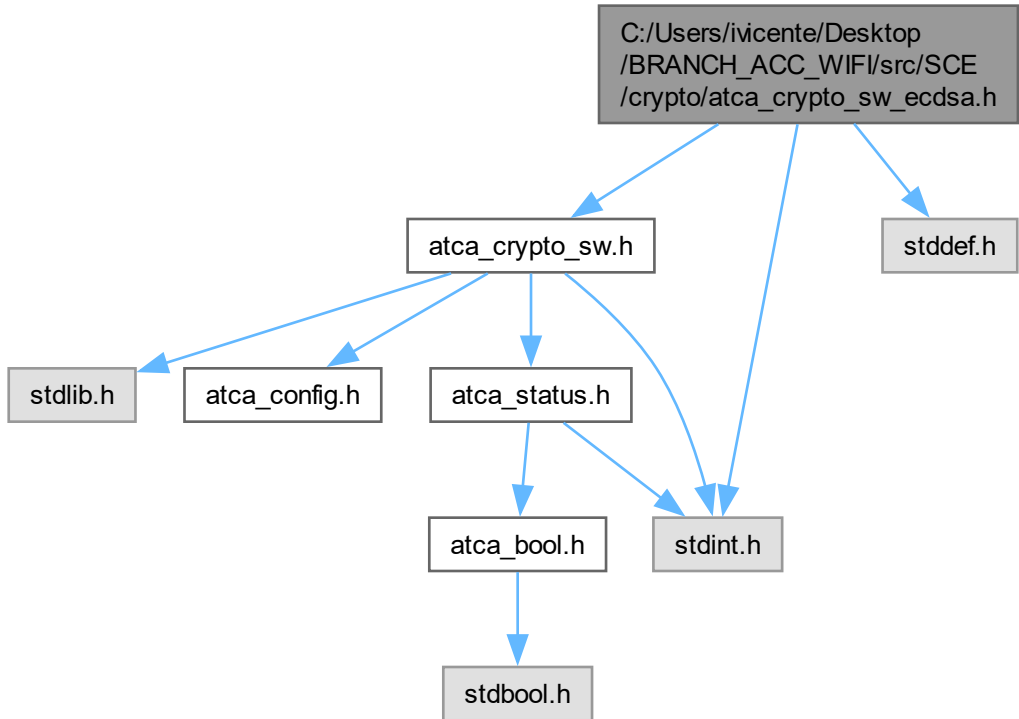 C:/Users/ivicente/Desktop
/BRANCH_ACC_WIFI/src/SCE
/crypto/atca_crypto_sw_ecdsa.h
atca_crypto_sw.h
stddef.h
stdlib.h
atca_config.h
atca_status.h
atca_bool.h
stdint.h
stdbool.h